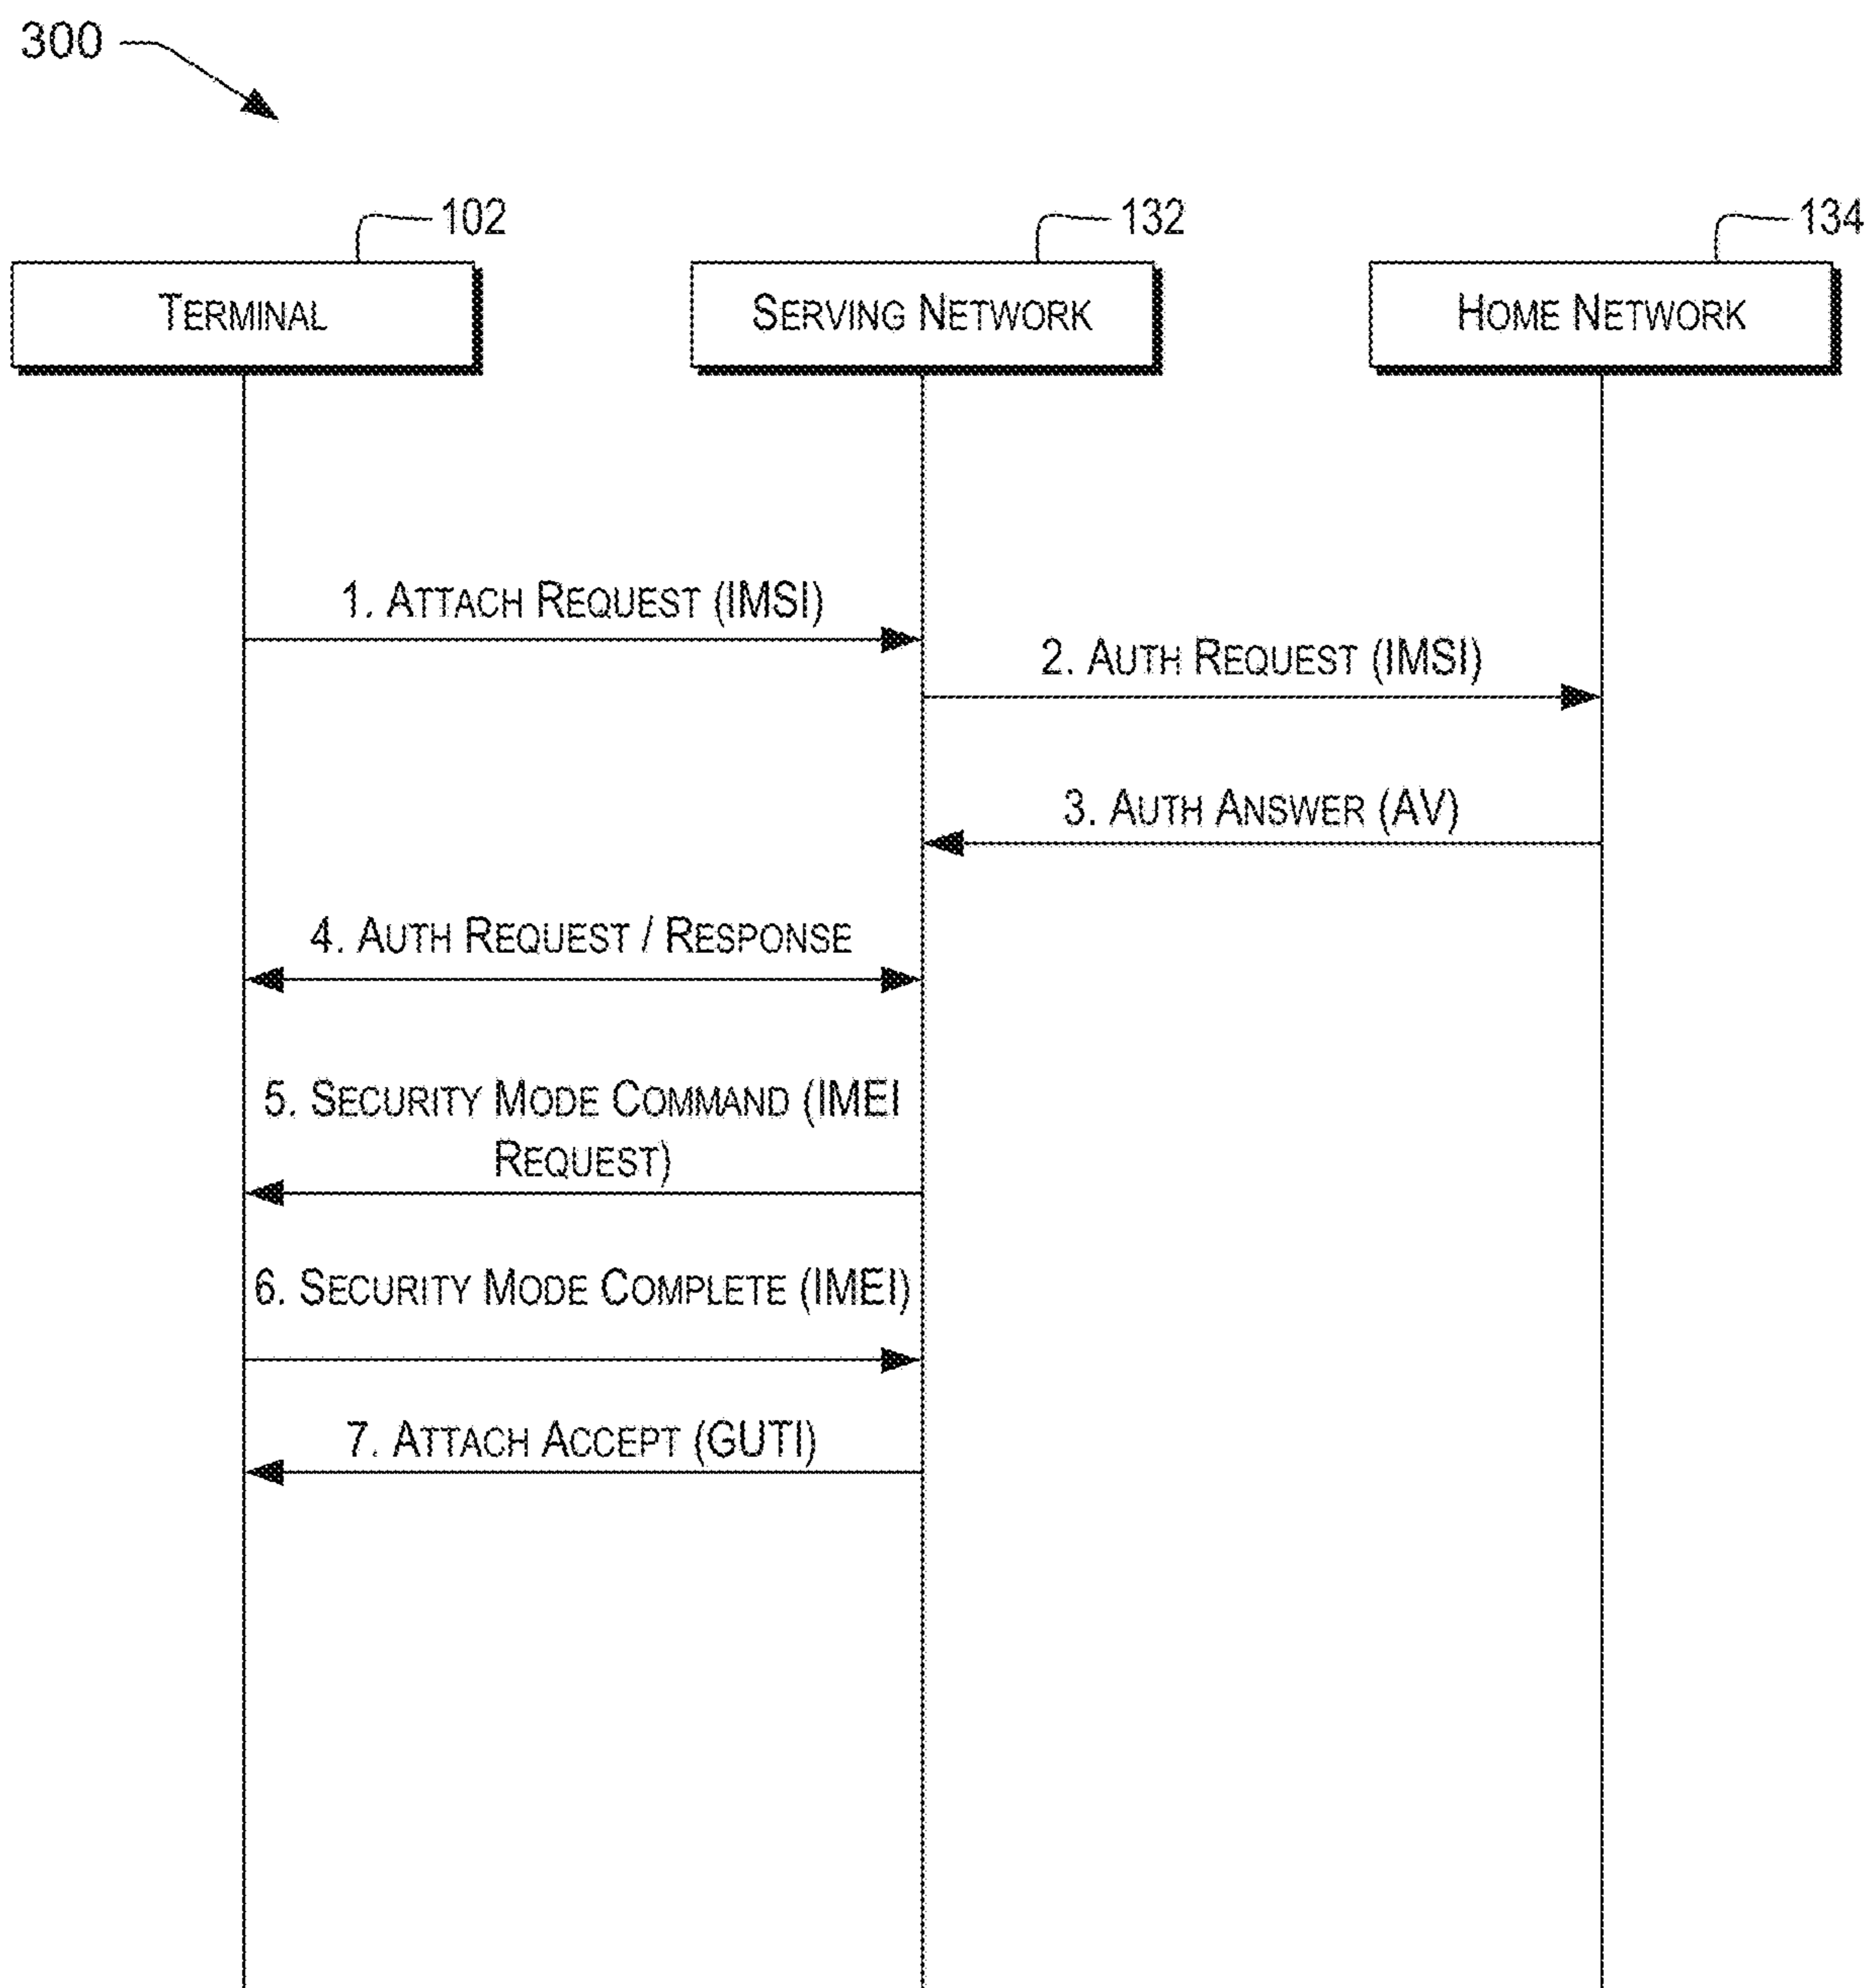 300
102
132
134
TERMINAL
SERVING NETWORK
HOME NETWORK
1. ATTACH REQUEST (IMSI)
2. AUTH REQUEST (IMSI)
3. AUTH ANSWER (AV)
4. AUTH REQUEST / RESPONSE
5. SECURITY MODE COMMAND (IMEI
REQUEST)
6. SECURITY MODE COMPLETE (IMEI)
7. ATTACH ACCEPT (GUTI)